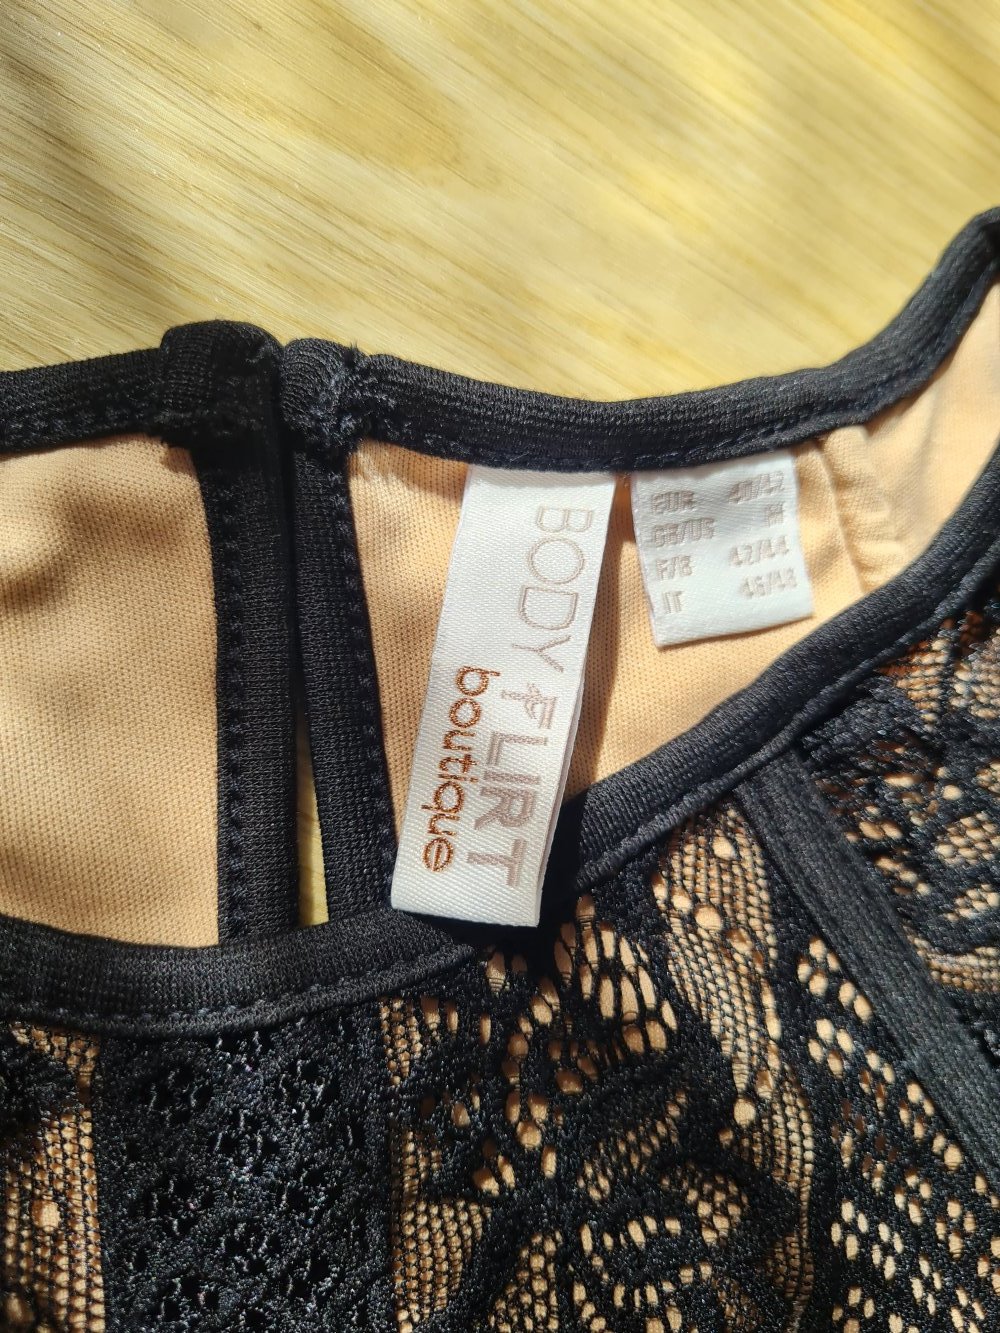 BODY FLIRT
boutique
EUR 40/42
GB/US M
F/B 42/44
IT 46/48